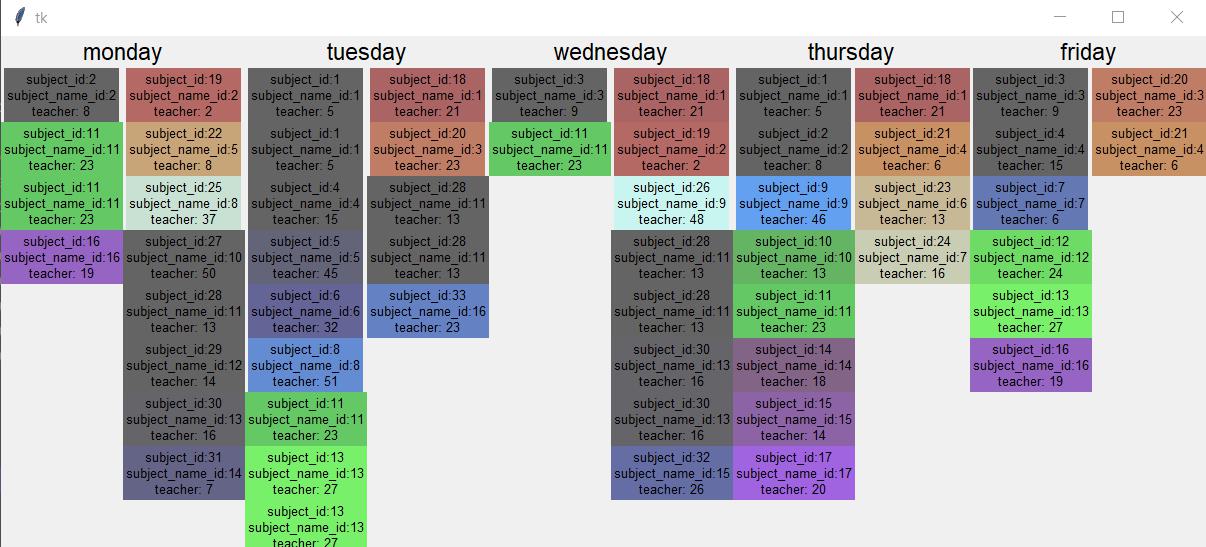 tk
monday tuesday wednesday thursday friday
subject_id:2 subject_id:19 subject_id:1 subject_id:18 subject_id:3 subject_id:18 subject_id:1 subject_id:18 subject_id:3 subject_id:20
subject_name_id:2 subject_name_id:2 subject_name_id:1 subject_name_id:1 subject_name_id:3 subject_name_id:1 subject_name_id:1 subject_name_id:1 subject_name_id:3 subject_name_id:3
teacher: 8 teacher: 2 teacher: 5 teacher: 21 teacher: 9 teacher: 21 teacher: 5 teacher: 21 teacher: 9 teacher: 23
subject_id:11 subject_id:22 subject_id:1 subject_id:20 subject_id:11 subject_id:19 subject_id:2 subject_id:21 subject_id:4 subject_id:21
subject_name_id:11 subject_name_id:5 subject_name_id:1 subject_name_id:3 subject_name_id:11 subject_name_id:2 subject_name_id:2 subject_name_id:4 subject_name_id:4 subject_name_id:4
teacher: 23 teacher: 8 teacher: 5 teacher: 23 teacher: 23 teacher: 2 teacher: 8 teacher: 6 teacher: 15 teacher: 6
subject_id:11 subject_id:25 subject_id:4 subject_id:28 subject_id:26 subject_id:9 subject_id:23 subject_id:7
subject_name_id:11 subject_name_id:8 subject_name_id:4 subject_name_id:11 subject_name_id:9 subject_name_id:9 subject_name_id:6 subject_name_id:7
teacher: 23 teacher: 37 teacher: 15 teacher: 13 teacher: 48 teacher: 46 teacher: 13 teacher: 6
subject_id:16 subject_id:27 subject_id:5 subject_id:28 subject_id:28 subject_id:10 subject_id:24 subject_id:12
subject_name_id:16 subject_name_id:10 subject_name_id:5 subject_name_id:11 subject_name_id:11 subject_name_id:10 subject_name_id:7 subject_name_id:12
teacher: 19 teacher: 50 teacher: 45 teacher: 13 teacher: 13 teacher: 13 teacher: 16 teacher: 24
subject_id:28 subject_id:6 subject_id:33 subject_id:28 subject_id:11 subject_id:13
subject_name_id:11 subject_name_id:6 subject_name_id:16 subject_name_id:11 subject_name_id:11 subject_name_id:13
teacher: 13 teacher: 32 teacher: 23 teacher: 13 teacher: 23 teacher: 27
subject_id:29 subject_id:8 subject_id:30 subject_id:14 subject_id:16
subject_name_id:12 subject_name_id:8 subject_name_id:13 subject_name_id:14 subject_name_id:16
teacher: 14 teacher: 51 teacher: 16 teacher: 18 teacher: 19
subject_id:30 subject_id:11 subject_id:30 subject_id:15
subject_name_id:13 subject_name_id:11 subject_name_id:13 subject_name_id:15
teacher: 16 teacher: 23 teacher: 16 teacher: 14
subject_id:31 subject_id:13 subject_id:32 subject_id:17
subject_name_id:14 subject_name_id:13 subject_name_id:15 subject_name_id:17
teacher: 7 teacher: 27 teacher: 26 teacher: 20
subject_id:13
subject_name_id:13
teacher: 27